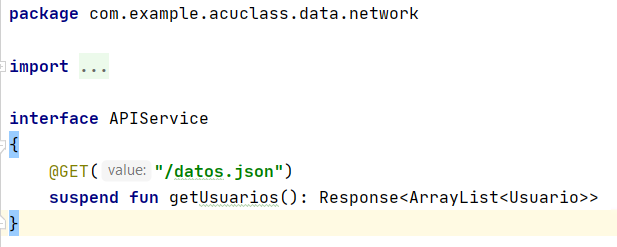 package com.example.acuclass.data.network
import ...
interface APIService
{
@GET( value: "/datos.json")
suspend fun getUsuarios(): Response<ArrayList<Usuario>>
}